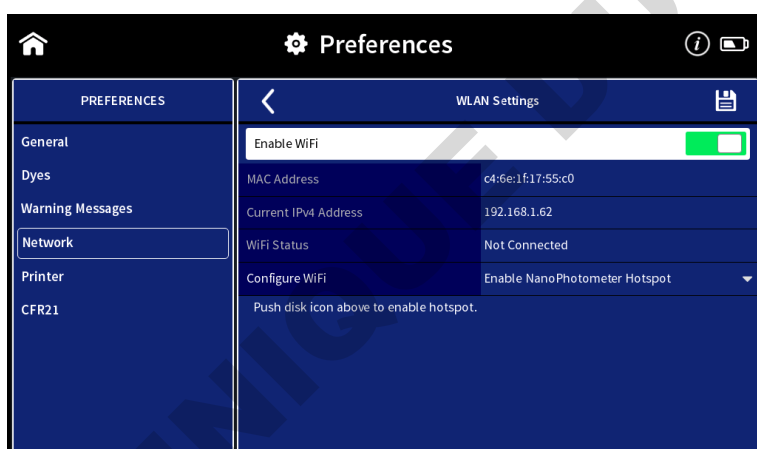 Preferences
i
PREFERENCES
WLAN Settings
General
Enable WiFi
Dyes
MAC Address c4:6e:1f:17:55:c0
Warning Messages
Current IPv4 Address 192.168.1.62
Network
WiFi Status Not Connected
Printer
Configure WiFi Enable NanoPhotometer Hotspot
CFR21
Push disk icon above to enable hotspot.
NIQUE D